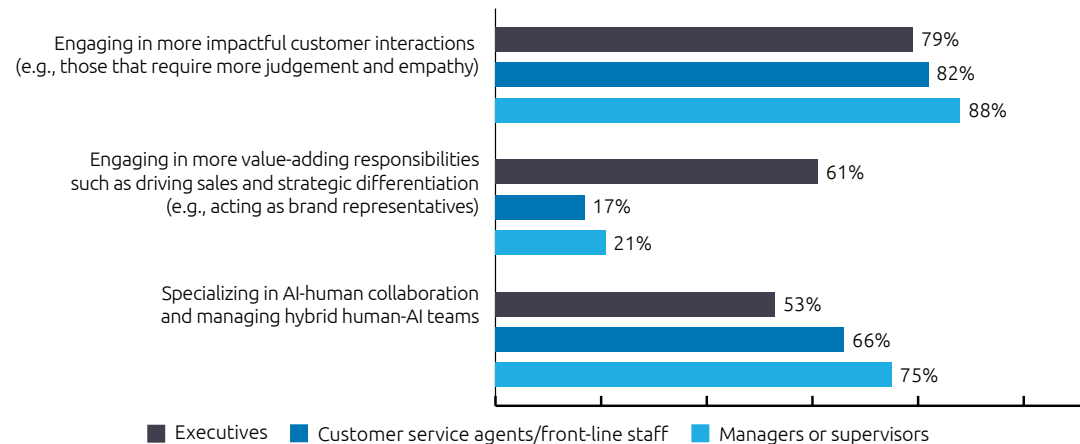 Engaging in more impactful customer interactions
(e.g., those that require more judgement and empathy)
79%
82%
88%
Engaging in more value-adding responsibilities
such as driving sales and strategic differentiation
(e.g., acting as brand representatives)
61%
17%
21%
Specializing in AI-human collaboration
and managing hybrid human-AI teams
53%
66%
75%
Executives Customer service agents/front-line staff Managers or supervisors